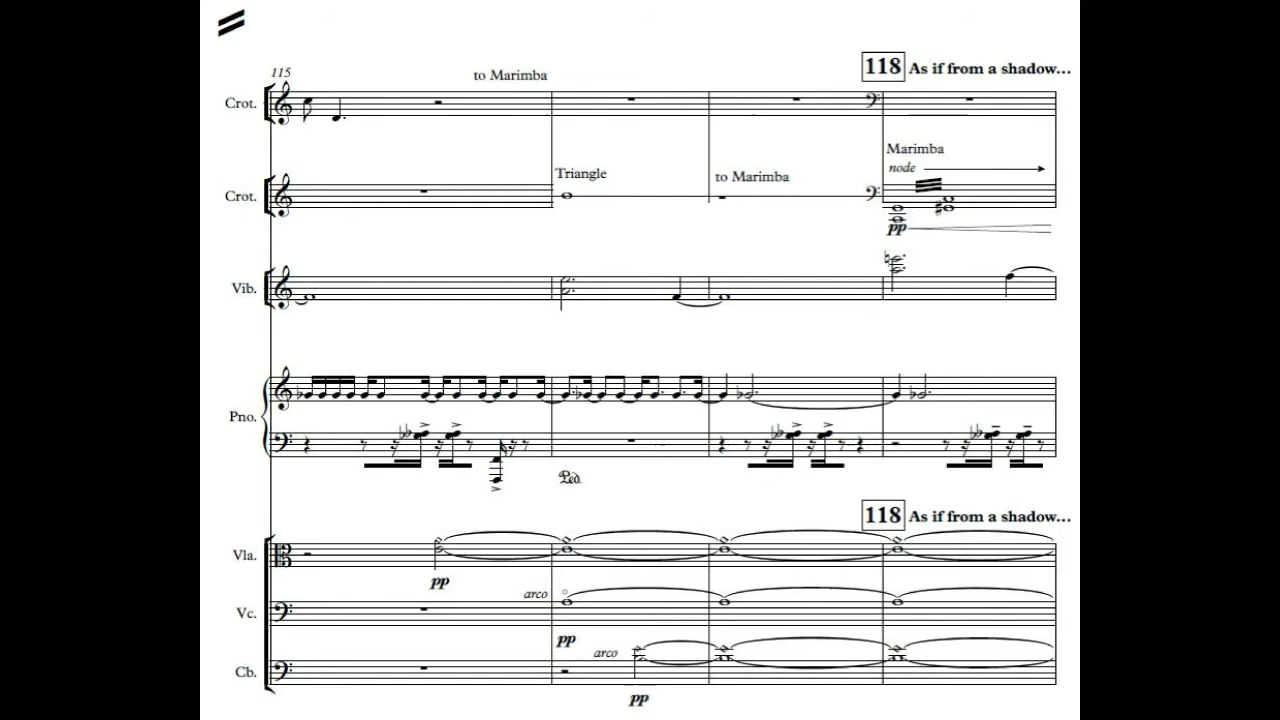 115
to Marimba
118 As if from a shadow...
Crot.
Marimba
node
Triangle
to Marimba
Crot.
pp
Vib.
Pno.
Ped.
118 As if from a shadow...
Vla.
pp
arco
Vc.
pp
arco
Cb.
pp